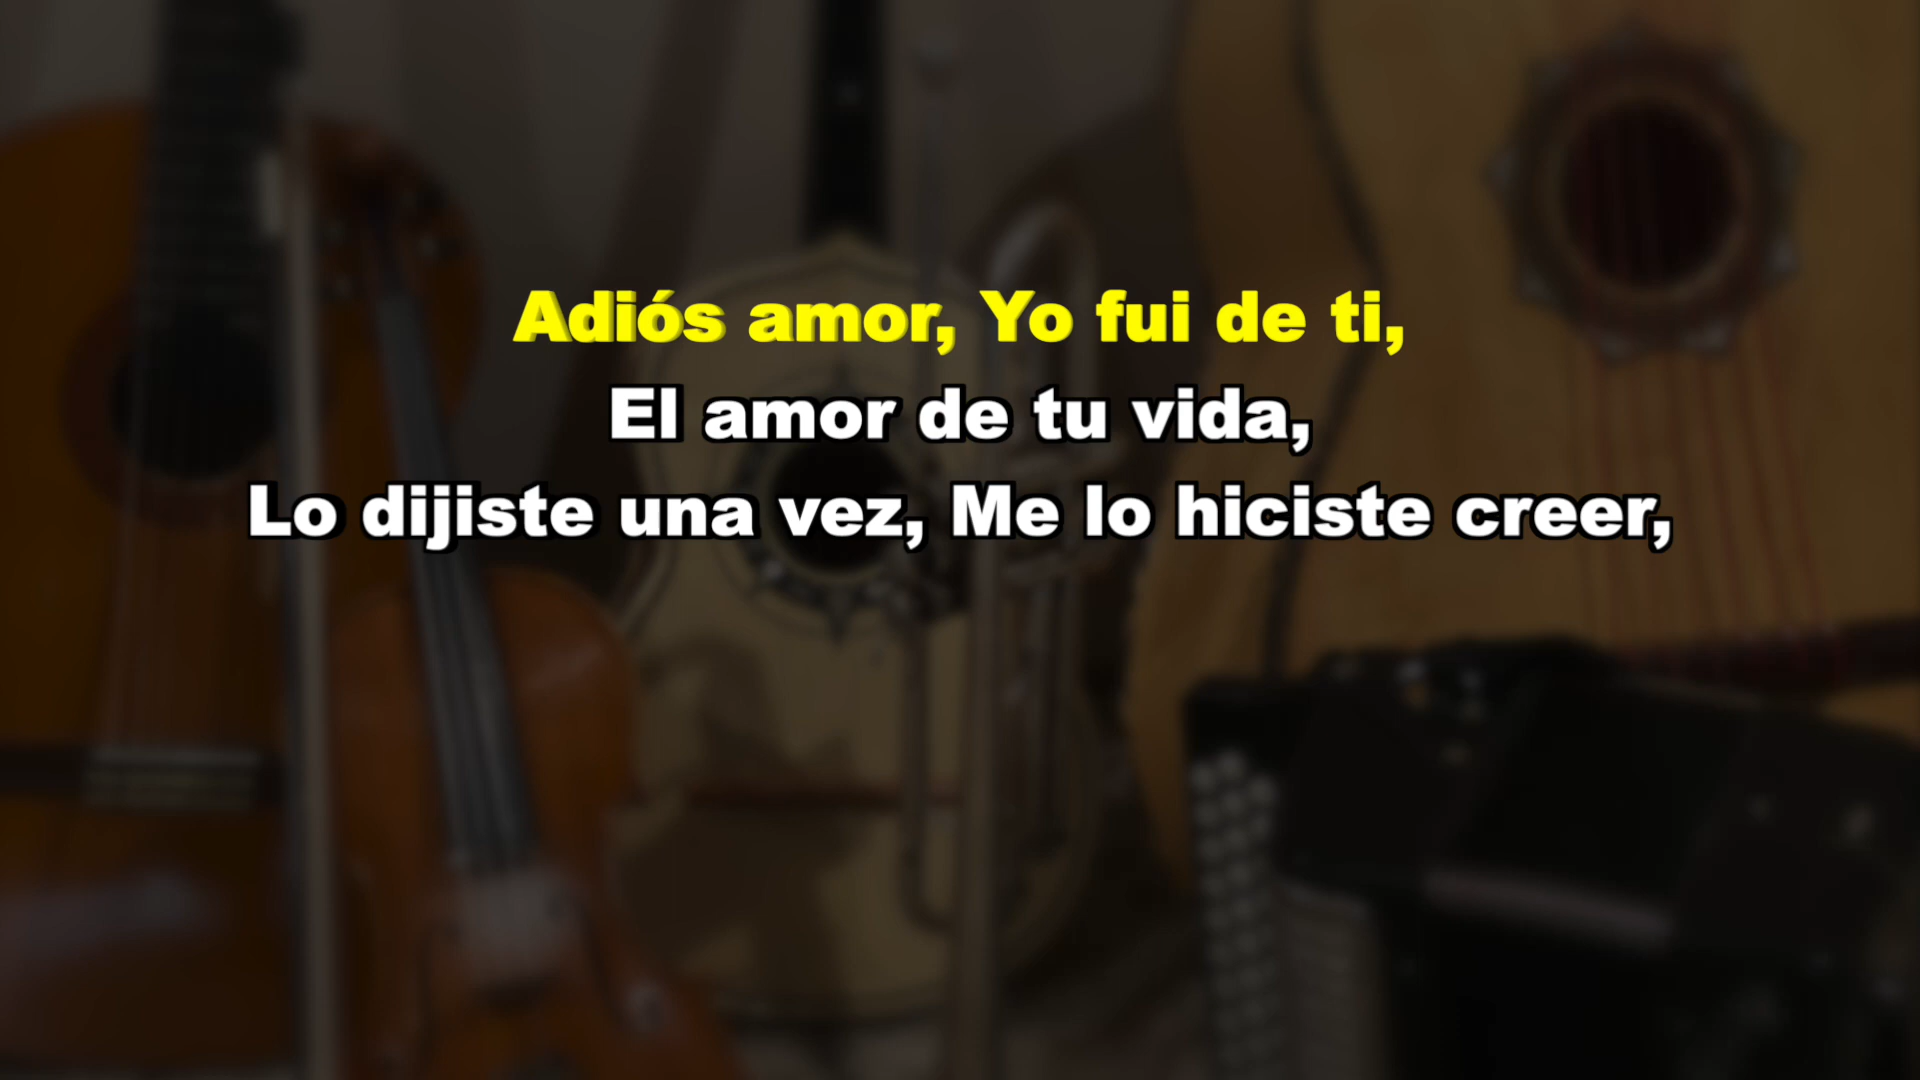 Adiós amor, Yo fui de ti,
El amor de tu vida,
Lo dijiste una vez, Me lo hiciste creer,